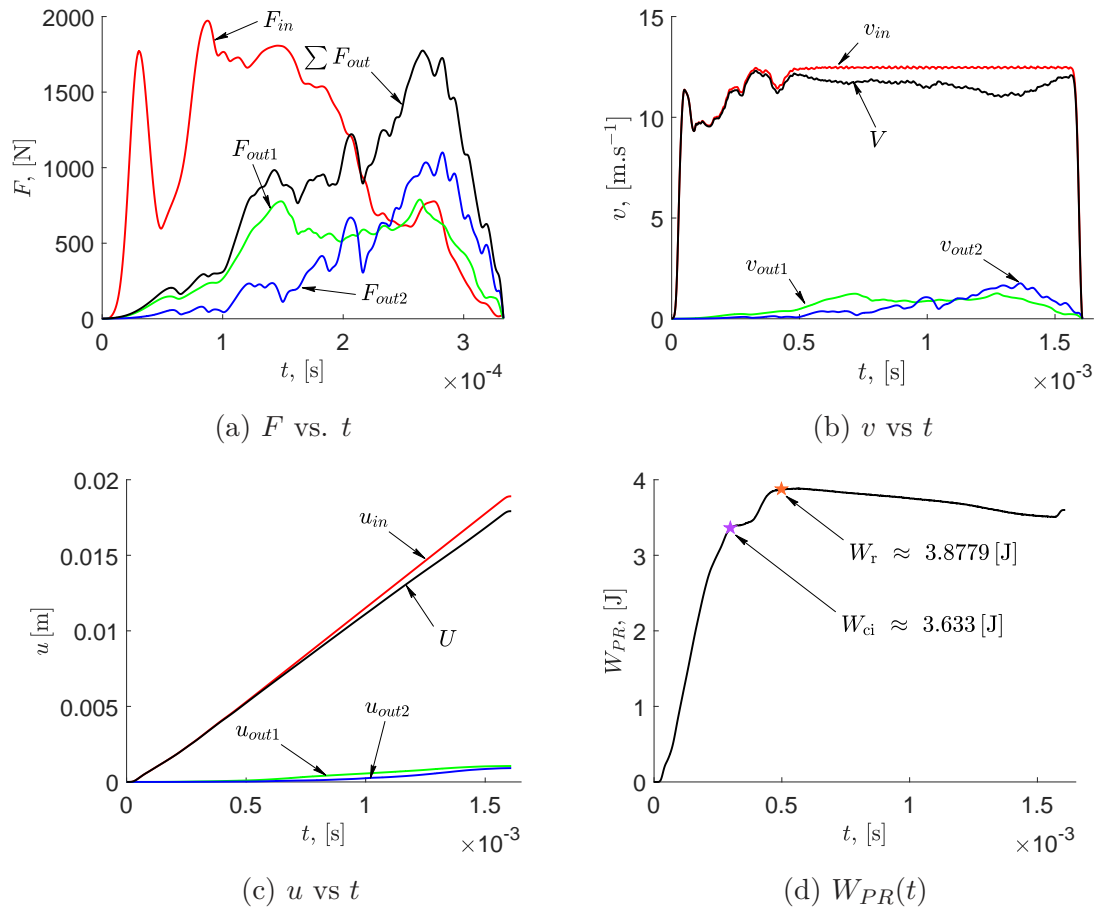 2000
1500
1000
500
0
F, [N]
F_in
∑ F_out
F_out1
F_out2
0 1 2 3
t, [s]
×10⁻⁴
(a) F vs. t
15
10
5
0
v, [m.s⁻¹]
v_in
V
v_out1
v_out2
0 0.5 1 1.5
t, [s]
×10⁻³
(b) v vs t
0.02
0.015
0.01
0.005
0
u [m]
u_in
U
u_out1
u_out2
0 0.5 1 1.5
t, [s]
×10⁻³
(c) u vs t
4
3
2
1
0
W_PR, [J]
W_r ≈ 3.8779 [J]
W_ci ≈ 3.633 [J]
0 0.5 1 1.5
t, [s]
×10⁻³
(d) W_PR(t)